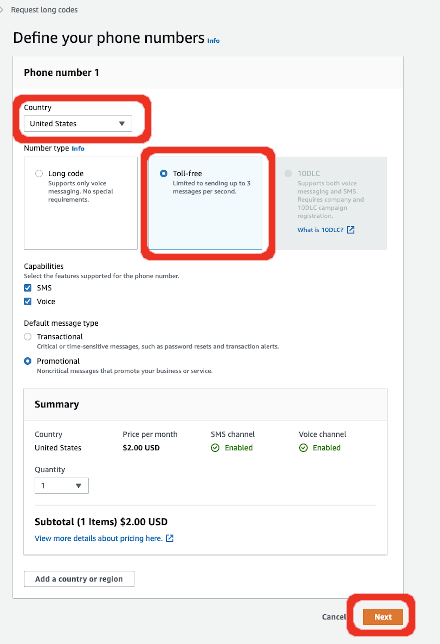 Request long codes
Define your phone numbers Info
Phone number 1
Country
United States
Number type Info
Long code
Supports only voice
messaging. No special
requirements.
Toll-free
Limited to sending up to 3
messages per second.
10DLC
Supports both voice
messaging and SMS.
Requires company and
10DLC campaign
registration.
What is 10DLC?
Capabilities
Select the features supported for the phone number.
SMS
Voice
Default message type
Transactional
Critical or time-sensitive messages, such as password resets and transaction alerts.
Promotional
Noncritical messages that promote your business or service.
Summary
Country
United States
Price per month
$2.00 USD
SMS channel
Enabled
Voice channel
Enabled
Quantity
1
Subtotal (1 Items) $2.00 USD
View more details about pricing here.
Add a country or region
Cancel
Next